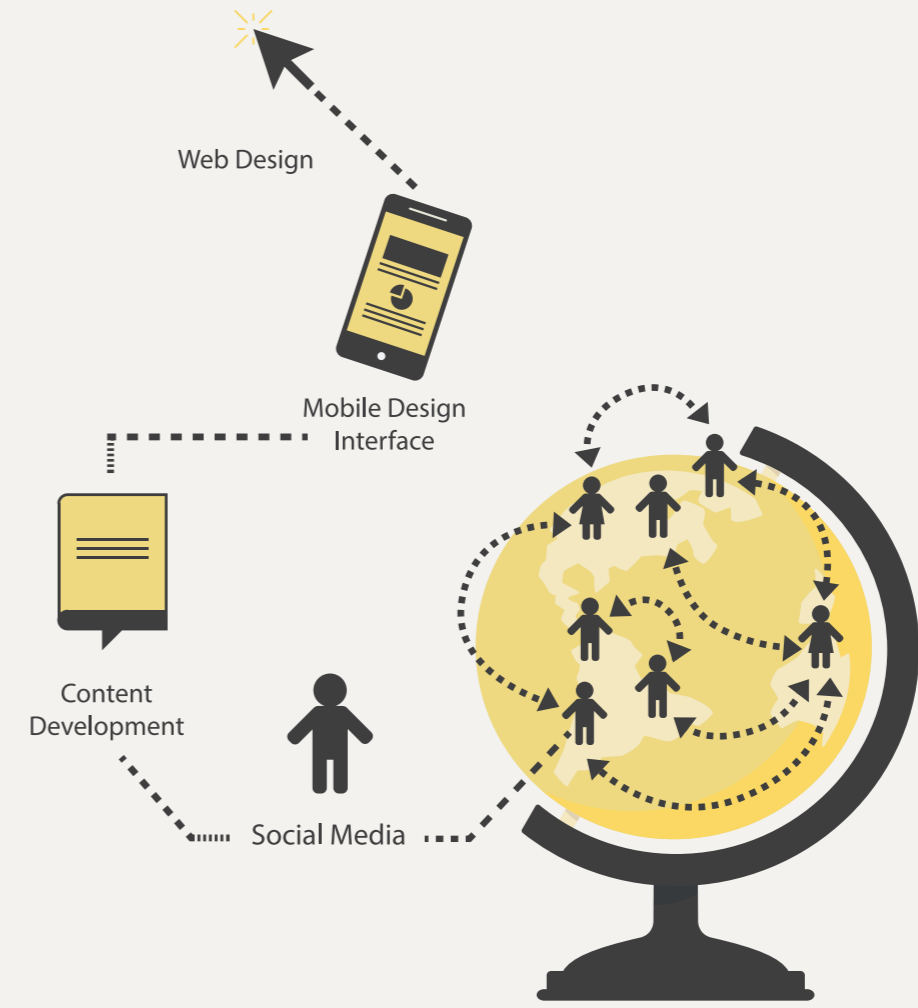 Web Design
Mobile Design
Interface
Content
Development
Social Media